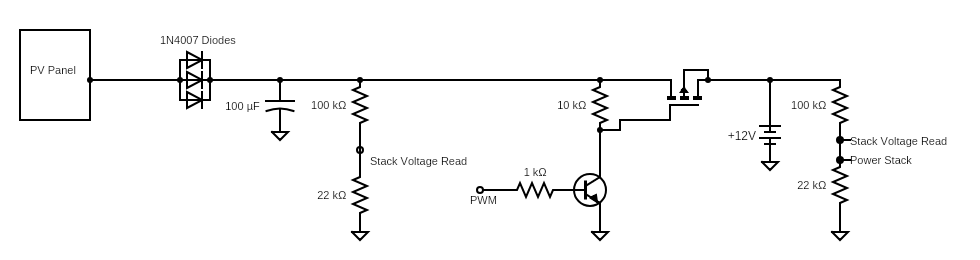 1N4007 Diodes
PV Panel
100 µF
100 kΩ
10 kΩ
100 kΩ
+12V
Stack Voltage Read
Stack Voltage Read
Power Stack
1 kΩ
22 kΩ
22 kΩ
PWM